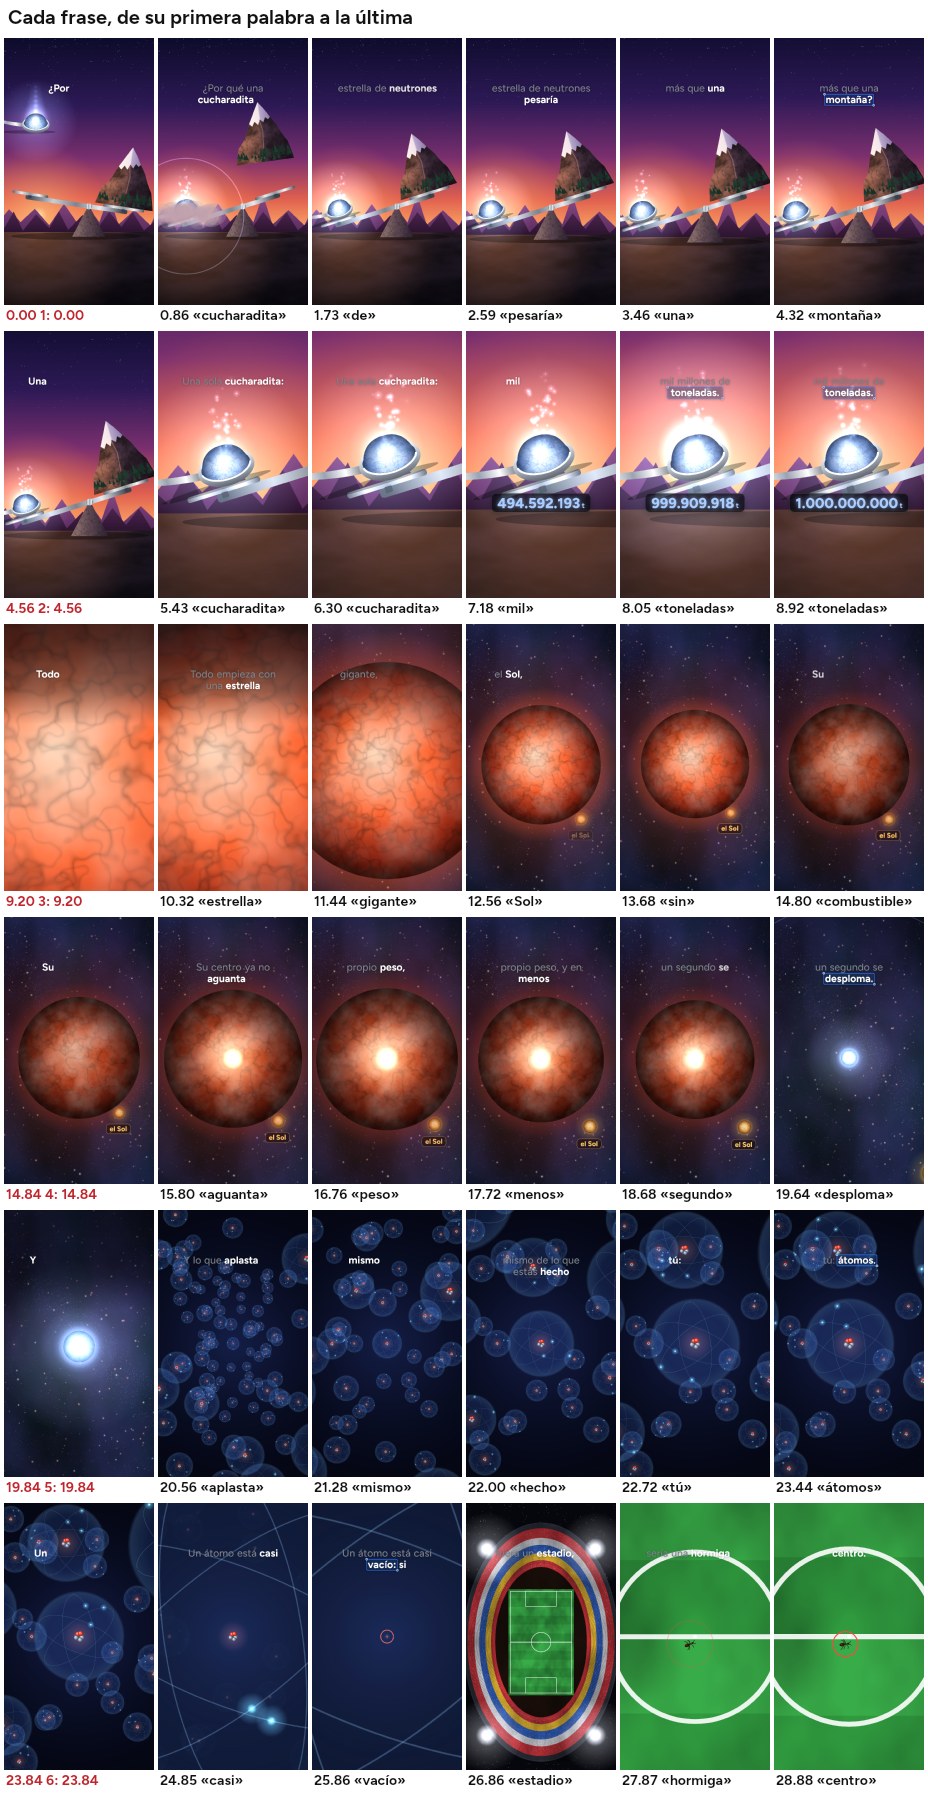 Cada frase, de su primera palabra a la última
¿Por
¿Por qué una
cucharadita
estrella de neutrones
estrella de neutrones
pesaría
más que una
más que una
montaña?
0.00 1: 0.00
0.86 «cucharadita»
1.73 «de»
2.59 «pesaría»
3.46 «una»
4.32 «montaña»
Una
Una sola cucharadita:
Una sola cucharadita:
mil
mil millones de
toneladas.
mil millones de
toneladas.
494.592.193 t
999.909.918 t
1.000.000.000 t
4.56 2: 4.56
5.43 «cucharadita»
6.30 «cucharadita»
7.18 «mil»
8.05 «toneladas»
8.92 «toneladas»
Todo
Todo empieza con
una estrella
gigante,
el Sol,
Su
el Sol
el Sol
el Sol
9.20 3: 9.20
10.32 «estrella»
11.44 «gigante»
12.56 «Sol»
13.68 «sin»
14.80 «combustible»
Su
Su centro ya no
aguanta
propio peso,
propio peso, y en
menos
un segundo se
un segundo se
desploma.
el Sol
el Sol
el Sol
el Sol
el Sol
14.84 4: 14.84
15.80 «aguanta»
16.76 «peso»
17.72 «menos»
18.68 «segundo»
19.64 «desploma»
Y
Y lo que aplasta
mismo
mismo de lo que
estás hecho
tú:
tú: átomos.
19.84 5: 19.84
20.56 «aplasta»
21.28 «mismo»
22.00 «hecho»
22.72 «tú»
23.44 «átomos»
Un
Un átomo está casi
Un átomo está casi
vacío: si
un estadio,
sería una hormiga
centro.
23.84 6: 23.84
24.85 «casi»
25.86 «vacío»
26.86 «estadio»
27.87 «hormiga»
28.88 «centro»